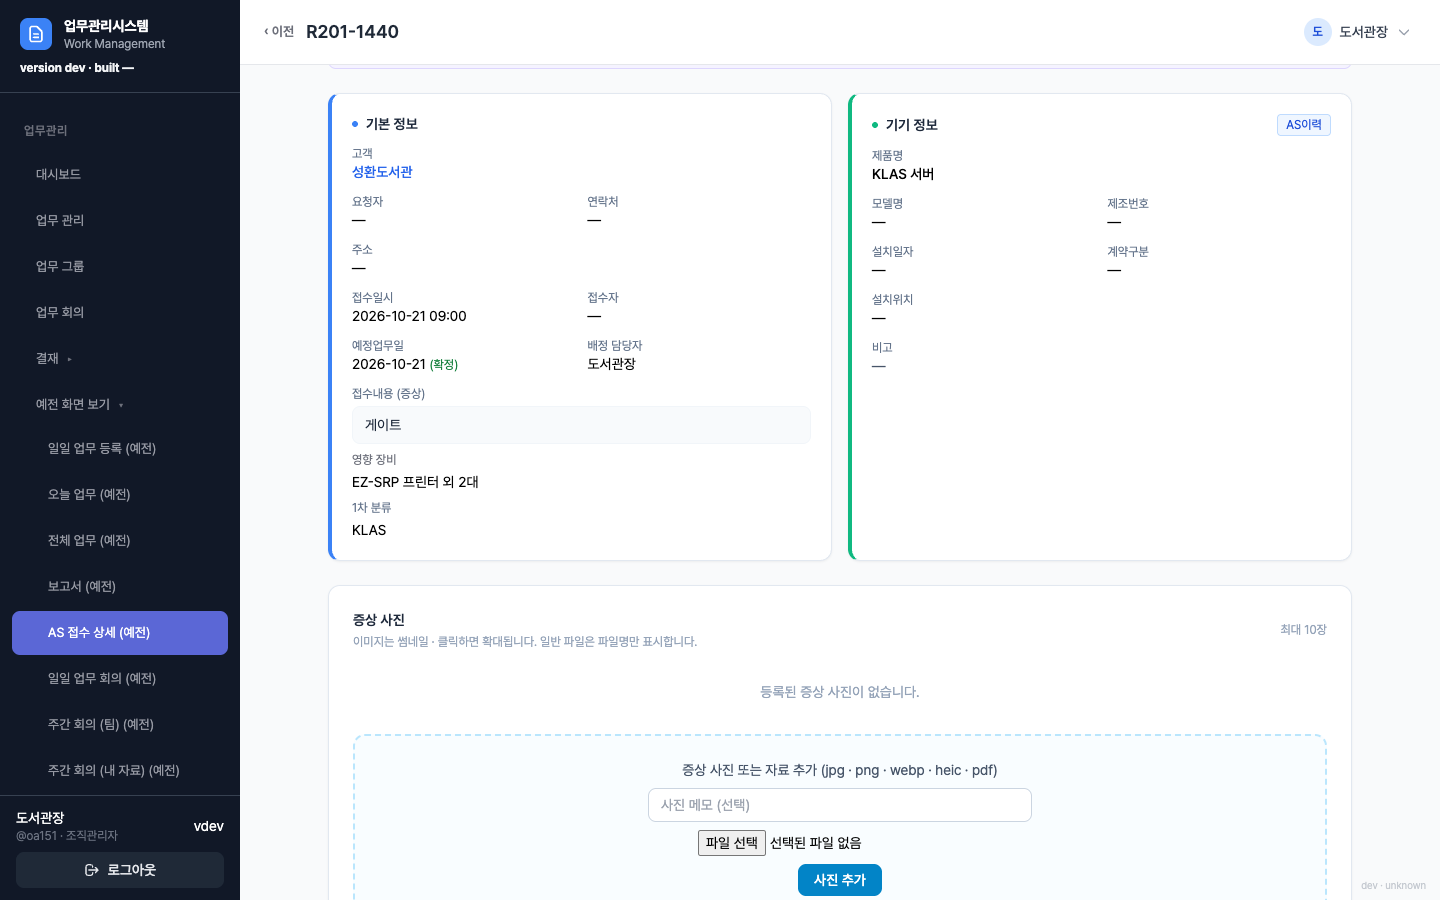 업무관리시스템
Work Management
version dev · built —
업무관리
대시보드
업무 관리
업무 그룹
업무 회의
결재 ▸
예전 화면 보기 ▾
일일 업무 등록 (예전)
오늘 업무 (예전)
전체 업무 (예전)
보고서 (예전)
AS 접수 상세 (예전)
일일 업무 회의 (예전)
주간 회의 (팀) (예전)
주간 회의 (내 자료) (예전)
도서관장
@oa151 · 조직관리자
vdev
로그아웃
‹ 이전 R201-1440
도 도서관장
기본 정보
고객
성환도서관
요청자 연락처
— —
주소
—
접수일시 접수자
2026-10-21 09:00 —
예정업무일 배정 담당자
2026-10-21 (확정) 도서관장
접수내용 (증상)
게이트
영향 장비
EZ-SRP 프린터 외 2대
1차 분류
KLAS
기기 정보 AS이력
제품명
KLAS 서버
모델명 제조번호
— —
설치일자 계약구분
— —
설치위치
—
비고
—
증상 사진
이미지는 썸네일 · 클릭하면 확대됩니다. 일반 파일은 파일명만 표시합니다.
최대 10장
등록된 증상 사진이 없습니다.
증상 사진 또는 자료 추가 (jpg · png · webp · heic · pdf)
사진 메모 (선택)
파일 선택 선택된 파일 없음
사진 추가
dev · unknown